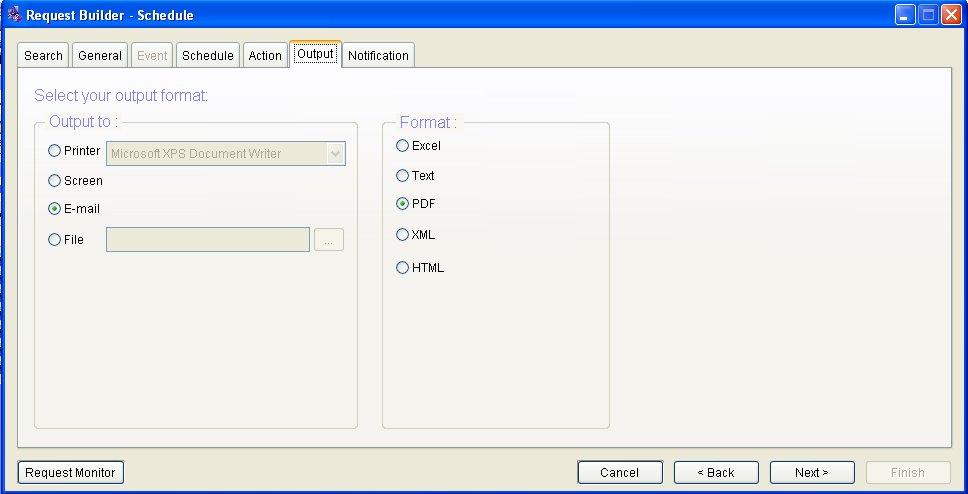 Request Builder - Schedule
Search General Event Schedule Action Output Notification
Select your output format:
Output to :
Printer Microsoft XPS Document Writer
Screen
E-mail
File ...
Format :
Excel
Text
PDF
XML
HTML
Request Monitor Cancel < Back Next > Finish